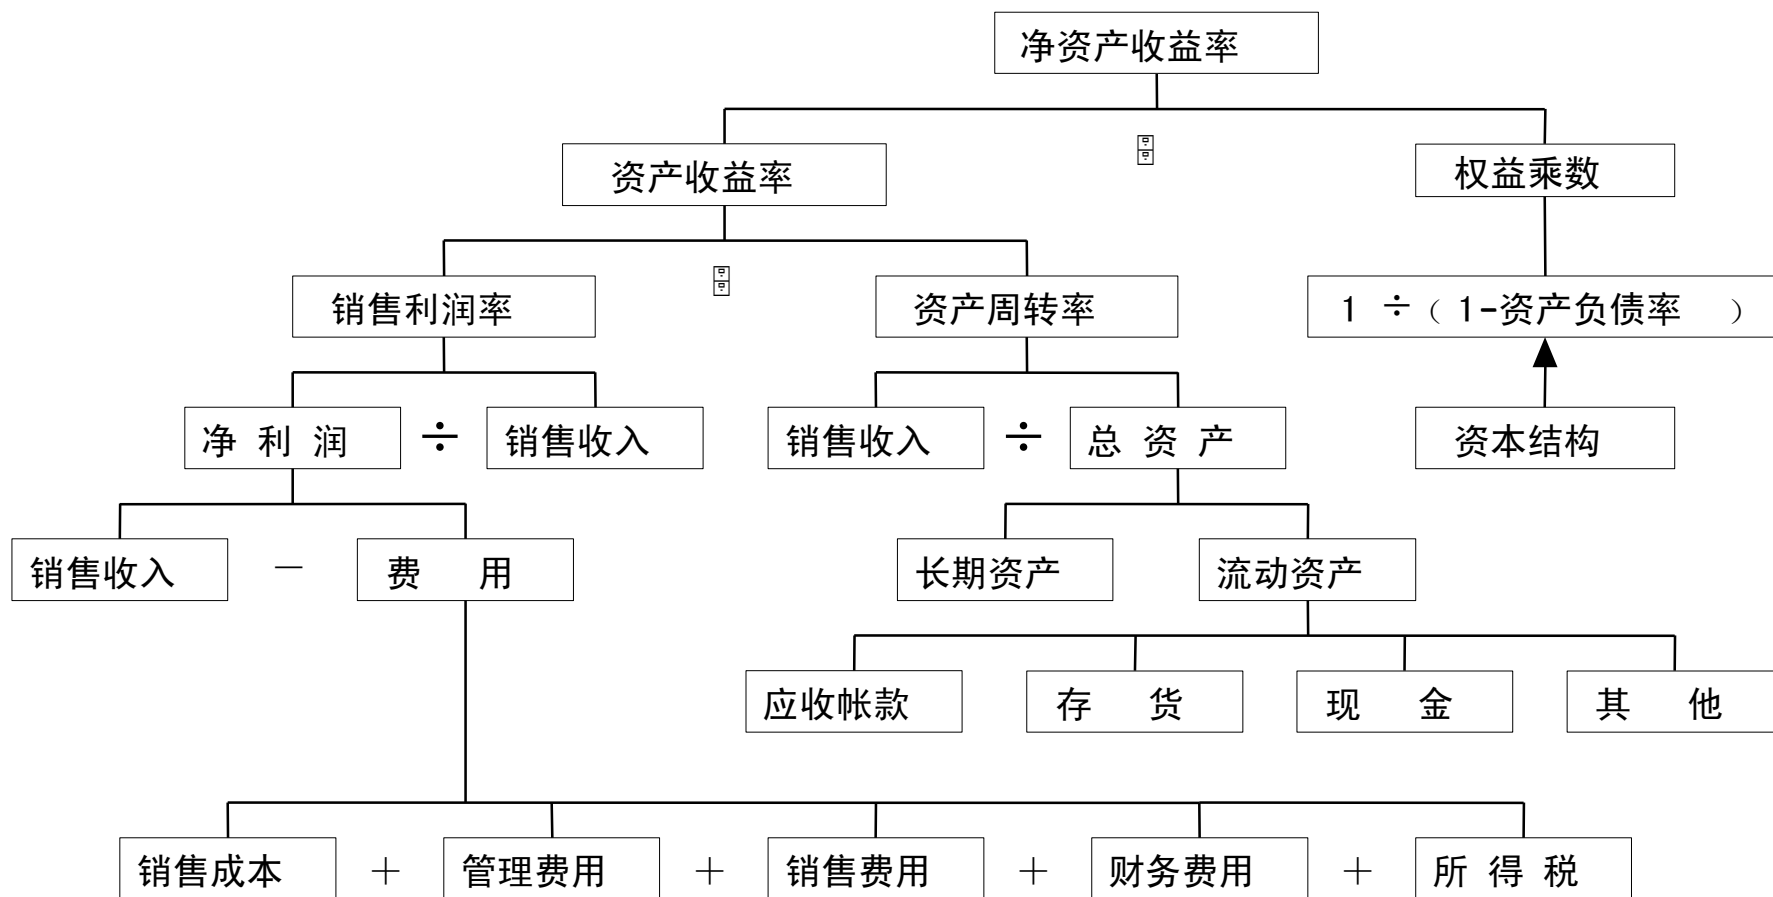 净资产收益率
资产收益率
权益乘数
销售利润率
资产周转率
1 ÷（ 1-资产负债率 ）
净 利 润 ÷ 销售收入
销售收入 ÷ 总 资 产
资本结构
销售收入 － 费 用
长期资产
流动资产
应收帐款
存 货
现 金
其 他
销售成本 ＋ 管理费用 ＋ 销售费用 ＋ 财务费用 ＋ 所 得 税